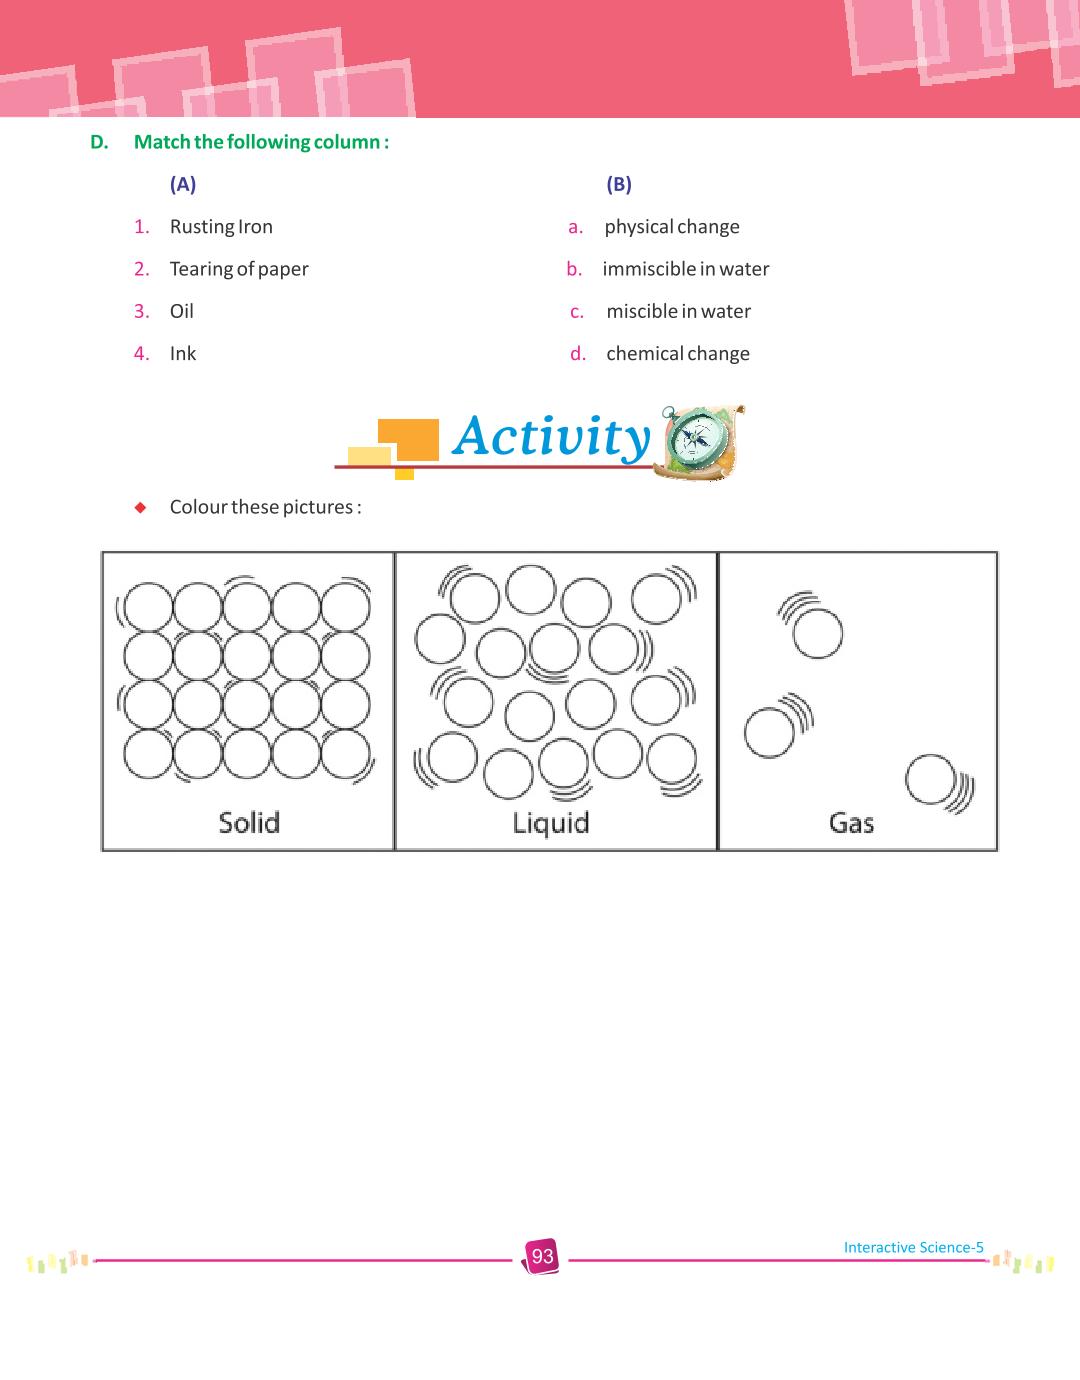 D. Match the following column :
(A) (B)
1. Rusting Iron a. physical change
2. Tearing of paper b. immiscible in water
3. Oil c. miscible in water
4. Ink d. chemical change
Activity
Colour these pictures :
Solid Liquid Gas
93
Interactive Science-5